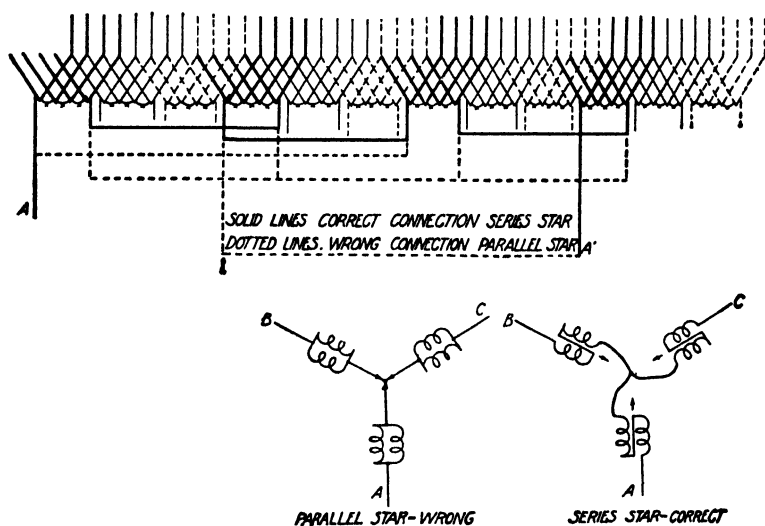 A
SOLID LINES CORRECT CONNECTION SERIES STAR
DOTTED LINES. WRONG CONNECTION PARALLEL STAR
A'
B
C
A
PARALLEL STAR-WRONG
B
C
A
SERIES STAR-CORRECT